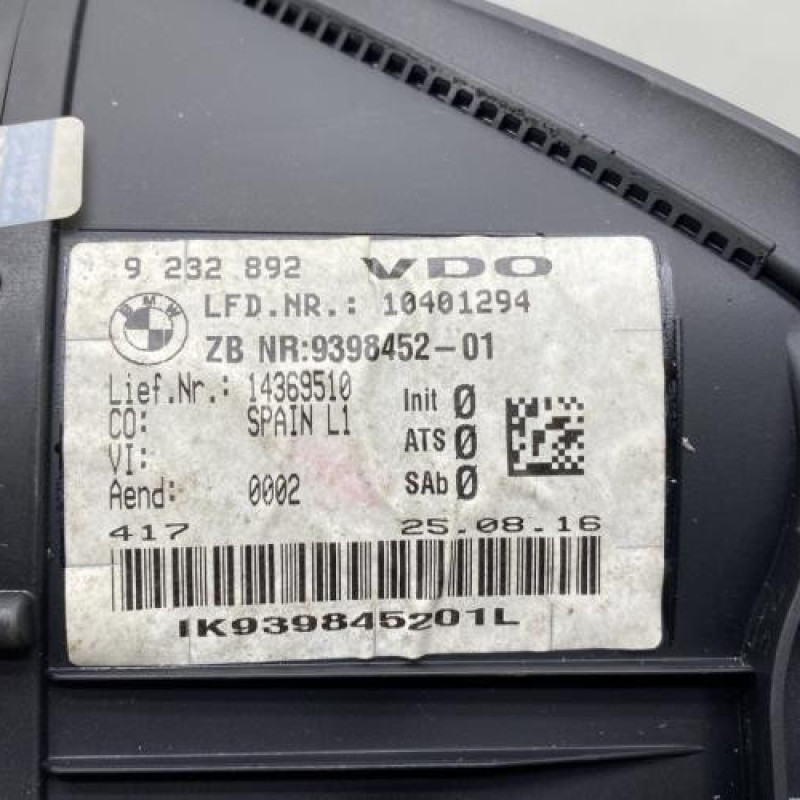 9 232 892 VDO
BMW
LFD.NR.: 10401294
ZB NR:9398452-01
Lief.Nr.: 14369510
Init 0
CO: SPAIN L1
ATS 0
VI:
SAb 0
Aend: 0002
417 25.08.16
IK939845201L